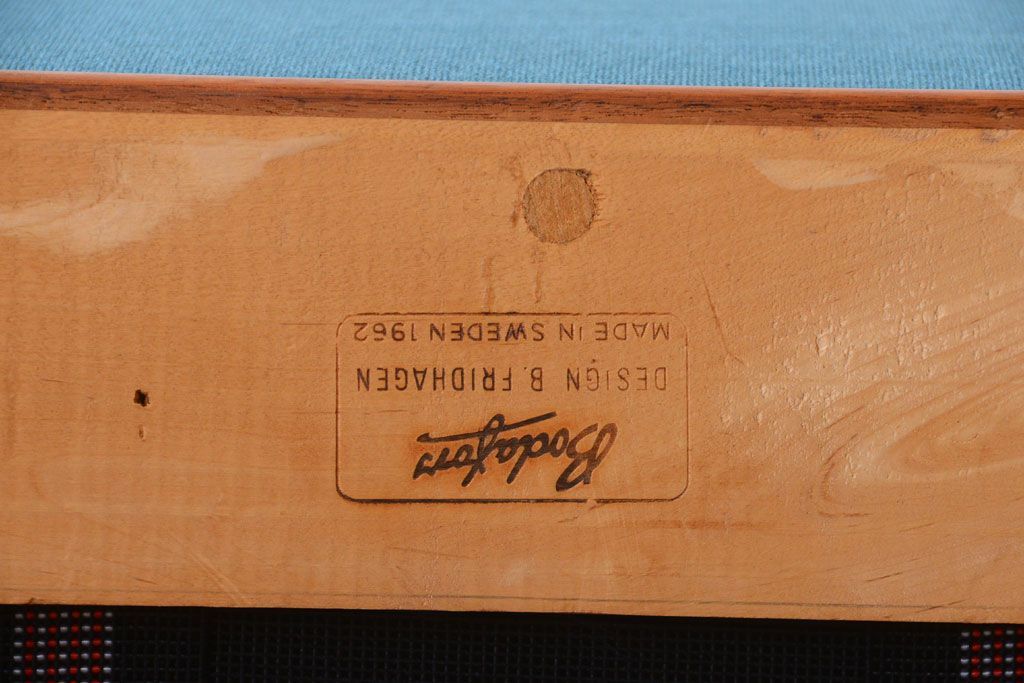 Bodafors
DESIGN B. FRIDHAGEN
MADE IN SWEDEN 1962